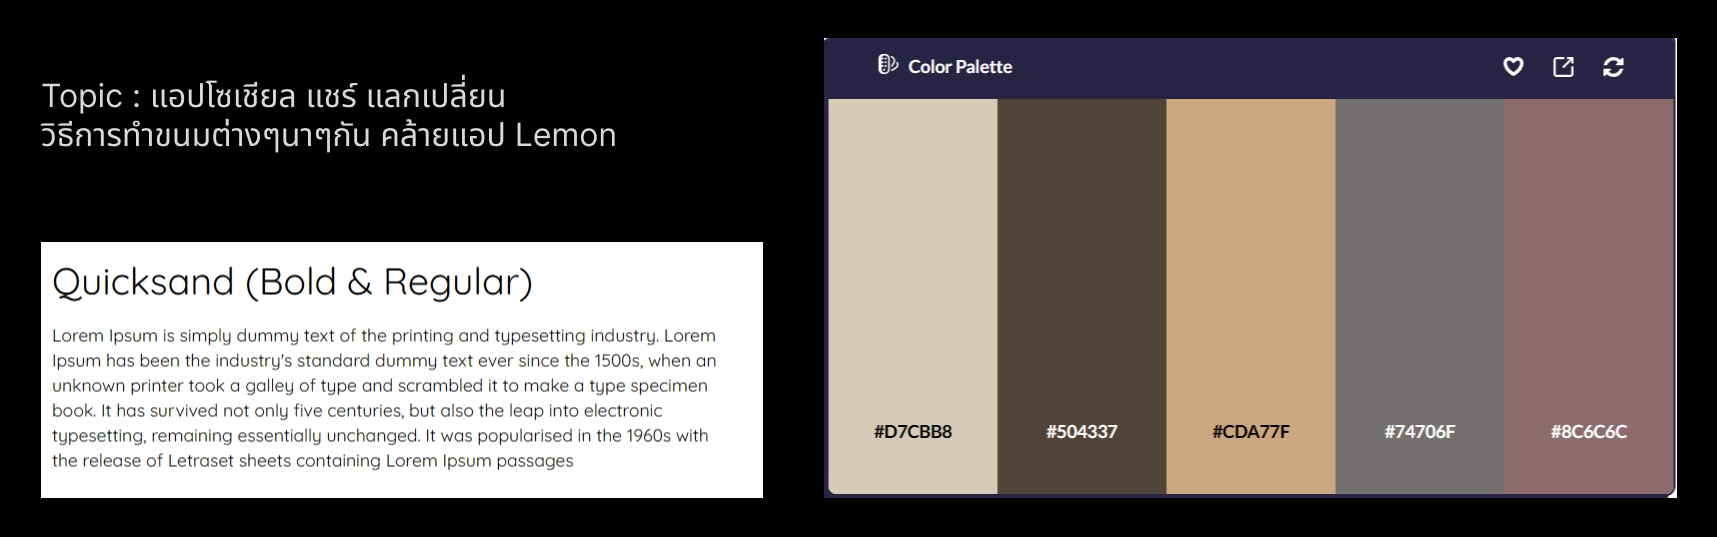 Topic : แอปโซเชียล แชร์ แลกเปลี่ยน
วิธีการทำขนมต่างๆนาๆกัน คล้ายแอป Lemon
Quicksand (Bold & Regular)
Lorem Ipsum is simply dummy text of the printing and typesetting industry. Lorem
Ipsum has been the industry's standard dummy text ever since the 1500s, when an
unknown printer took a galley of type and scrambled it to make a type specimen
book. It has survived not only five centuries, but also the leap into electronic
typesetting, remaining essentially unchanged. It was popularised in the 1960s with
the release of Letraset sheets containing Lorem Ipsum passages
Color Palette
#D7CBB8
#504337
#CDA77F
#74706F
#8C6C6C